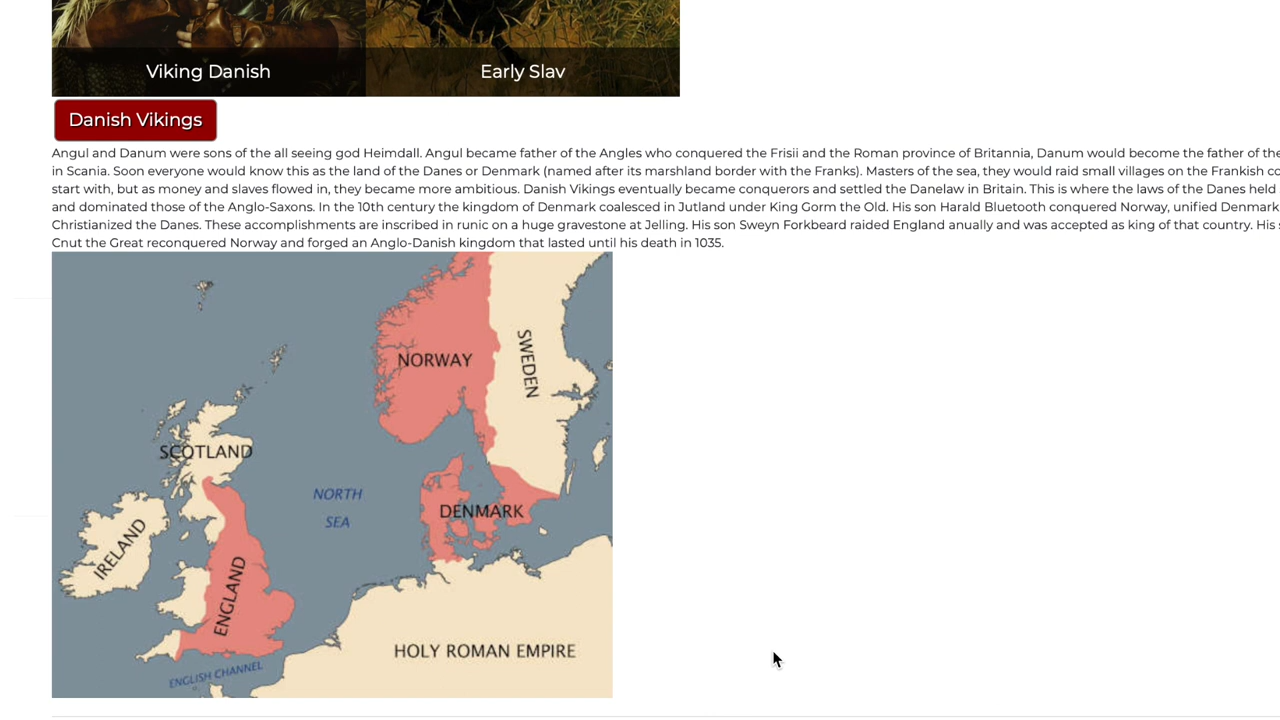 Viking Danish
Early Slav
Danish Vikings
Angul and Danum were sons of the all seeing god Heimdall. Angul became father of the Angles who conquered the Frisii and the Roman province of Britannia, Danum would become the father of the
in Scania. Soon everyone would know this as the land of the Danes or Denmark (named after its marshland border with the Franks). Masters of the sea, they would raid small villages on the Frankish co
start with, but as money and slaves flowed in, they became more ambitious. Danish Vikings eventually became conquerors and settled the Danelaw in Britain. This is where the laws of the Danes held
and dominated those of the Anglo-Saxons. In the 10th century the kingdom of Denmark coalesced in Jutland under King Gorm the Old. His son Harald Bluetooth conquered Norway, unified Denmark
Christianized the Danes. These accomplishments are inscribed in runic on a huge gravestone at Jelling. His son Sweyn Forkbeard raided England anually and was accepted as king of that country. His
Cnut the Great reconquered Norway and forged an Anglo-Danish kingdom that lasted until his death in 1035.
NORWAY
SWEDEN
SCOTLAND
NORTH
SEA
DENMARK
IRELAND
ENGLAND
HOLY ROMAN EMPIRE
ENGLISH CHANNEL